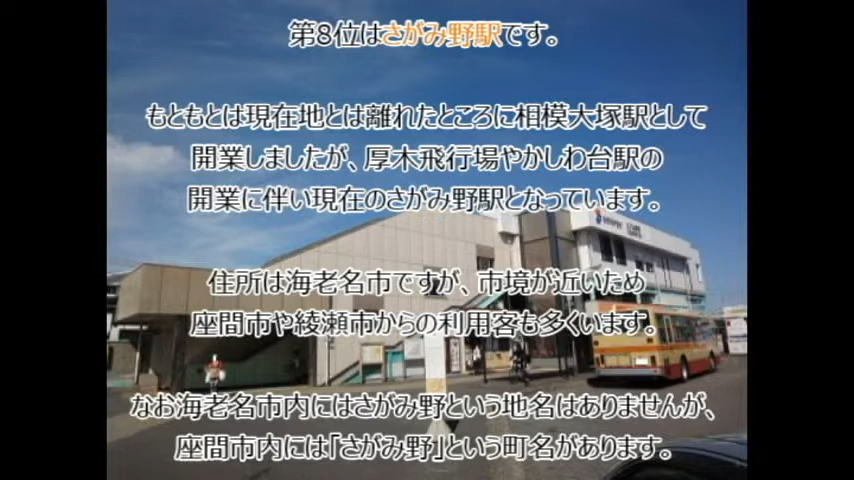 第8位はさがみ野駅です。
もともとは現在地とは離れたところに相模大塚駅として
開業しましたが、厚木飛行場やかしわ台駅の
開業に伴い現在のさがみ野駅となっています。
住所は海老名市ですが、市境が近いため
座間市や綾瀬市からの利用客も多くいます。
なお海老名市内にはさがみ野という地名はありませんが、
座間市内には「さがみ野」という町名があります。